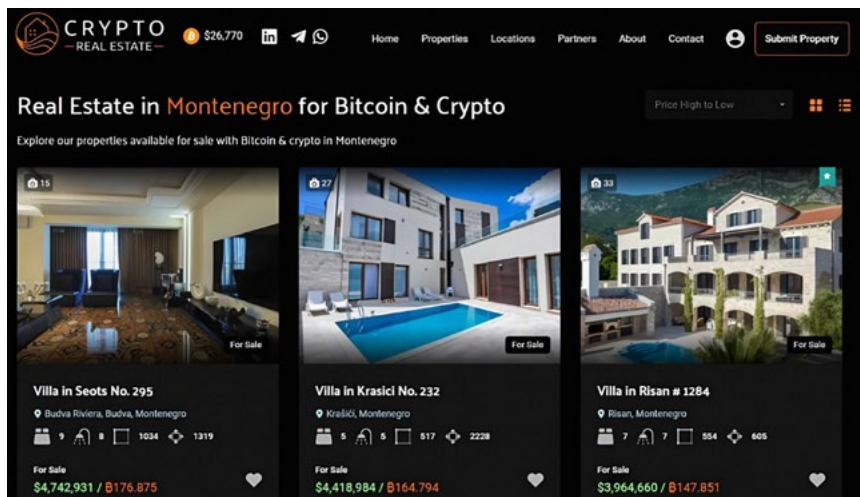 CRYPTO
REAL ESTATE
$26,770
Home Properties Locations Partners About Contact Submit Property
Real Estate in Montenegro for Bitcoin & Crypto
Price High to Low
Explore our properties available for sale with Bitcoin & crypto in Montenegro
15
27
33
For Sale
For Sale
For Sale
Villa in Seots No. 295
Budva Riviera, Budva, Montenegro
9 8 1034 1319
For Sale
$4,742,931 / ฿176.875
Villa in Krasici No. 232
Krašići, Montenegro
5 5 517 2228
For Sale
$4,418,984 / ฿164.794
Villa in Risan # 1284
Risan, Montenegro
7 7 554 605
For Sale
$3,964,660 / ฿147.851